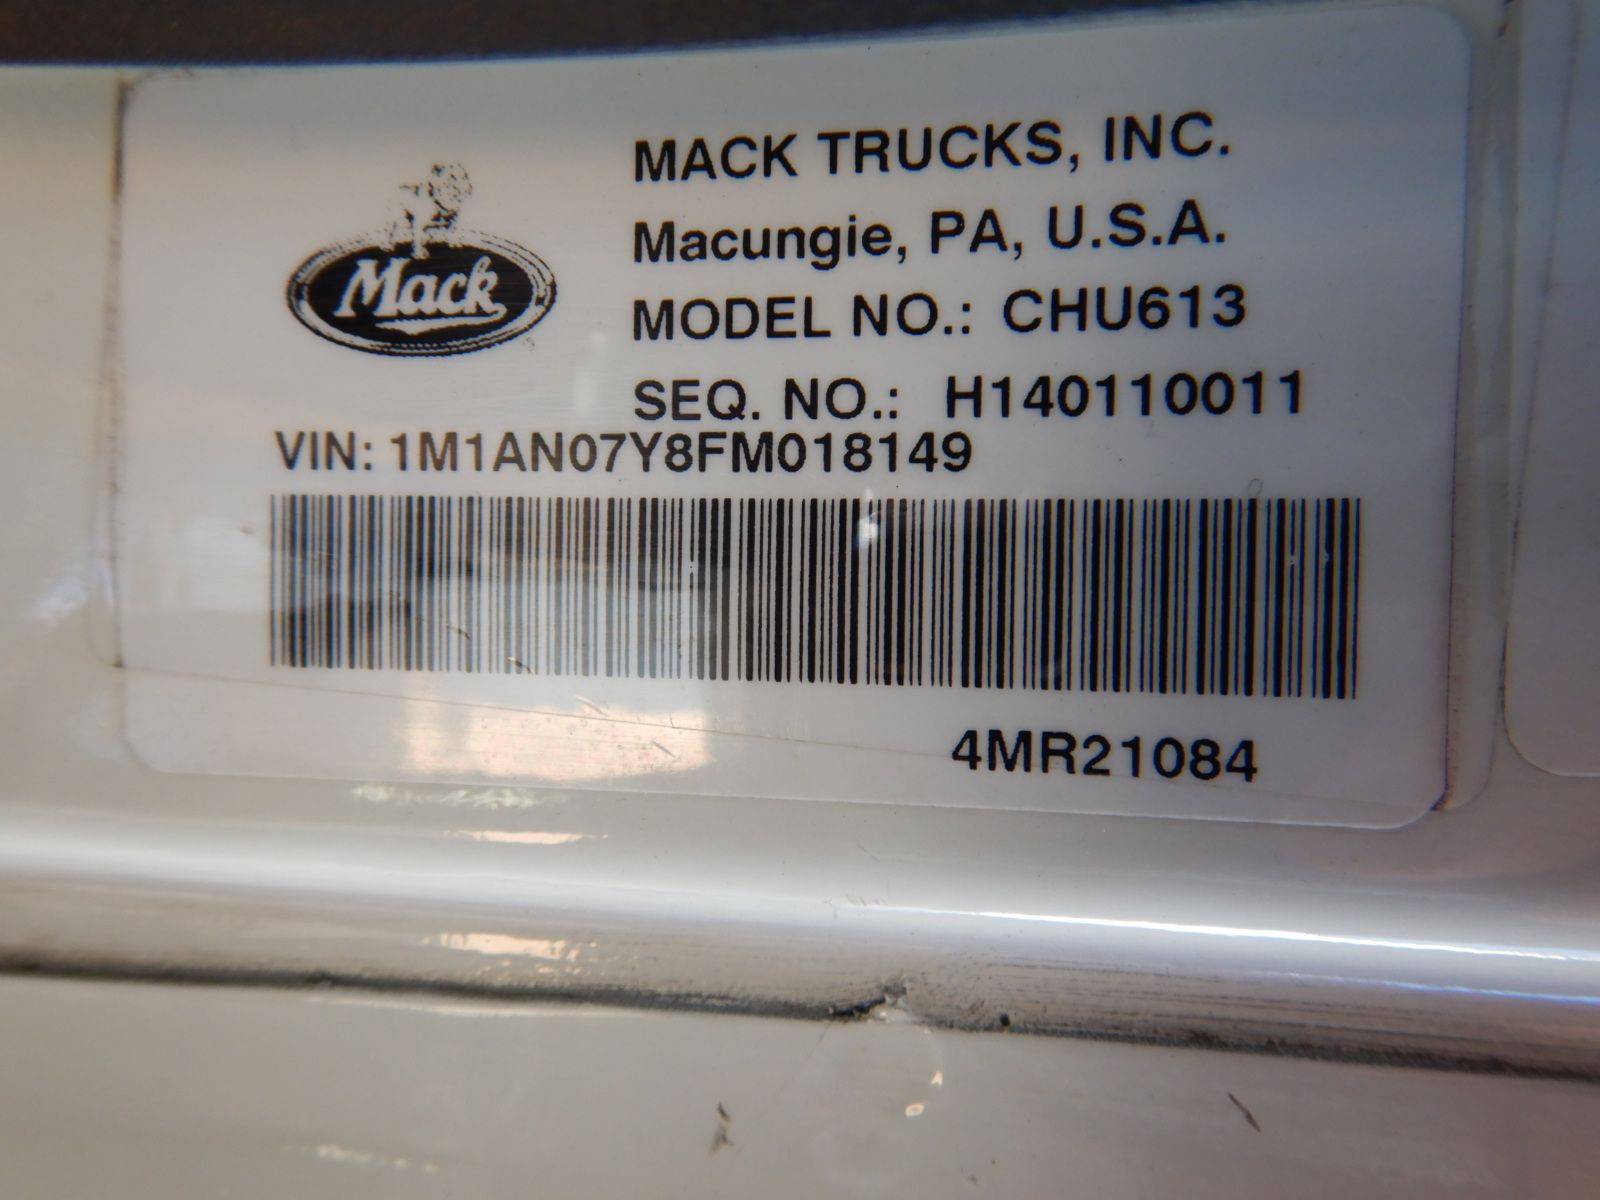 Mack
MACK TRUCKS, INC.
Macungie, PA, U.S.A.
MODEL NO.: CHU613
SEQ. NO.: H140110011
VIN: 1M1AN07Y8FM018149
4MR21084